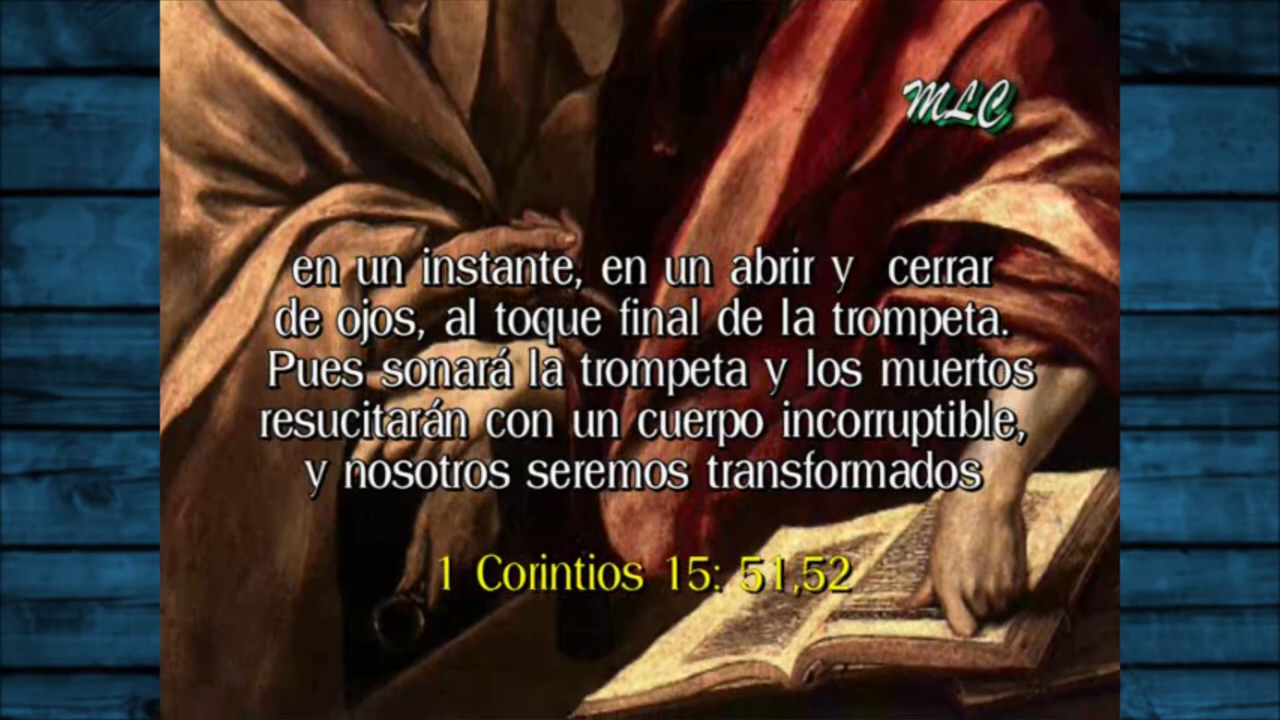 MLC
en un instante, en un abrir y cerrar
de ojos, al toque final de la trompeta.
Pues sonará la trompeta y los muertos
resucitarán con un cuerpo incorruptible,
y nosotros seremos transformados
1 Corintios 15: 51,52